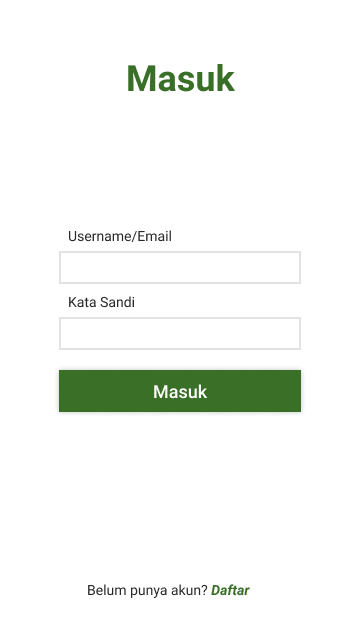 Masuk
Username/Email
Kata Sandi
Masuk
Belum punya akun? Daftar